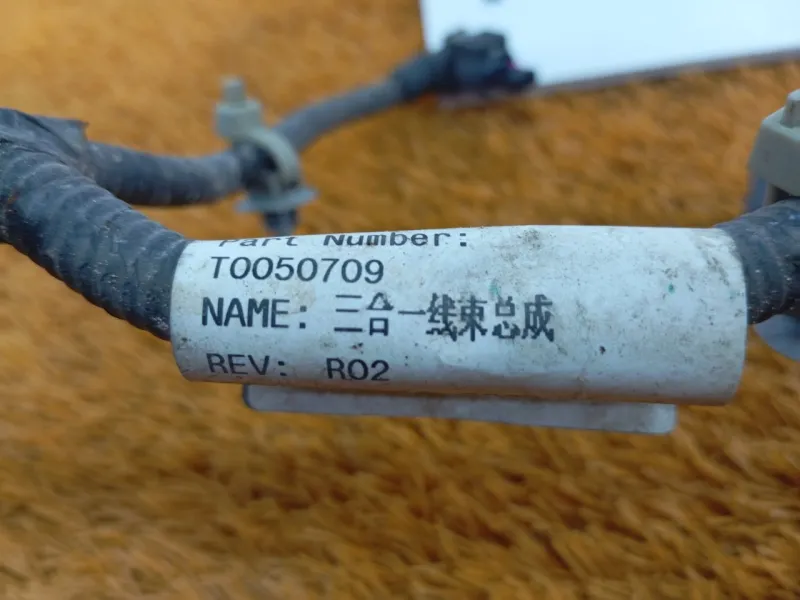 Part Number:
T0050709
NAME: 三合一线束总成
REV: R02